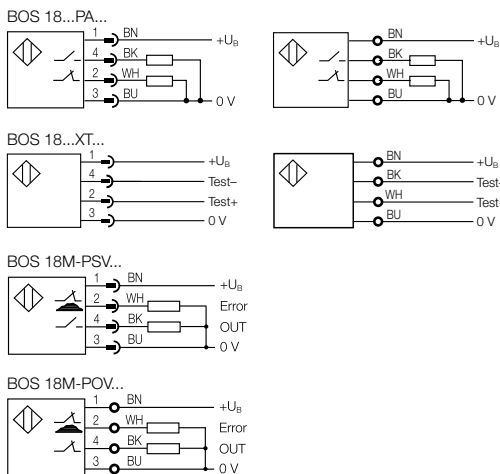 BOS 18...PA...
1 BN +UB
4 BK
2 WH
3 BU 0 V
BN +UB
BK
WH
BU 0 V
BOS 18...XT...
1 +UB
4 Test–
2 Test+
3 0 V
BN +UB
BK Test-
WH Test
BU 0 V
BOS 18M-PSV...
1 BN +UB
2 WH Error
4 BK OUT
3 BU 0 V
BOS 18M-POV...
1 BN +UB
2 WH Error
4 BK OUT
3 BU 0 V